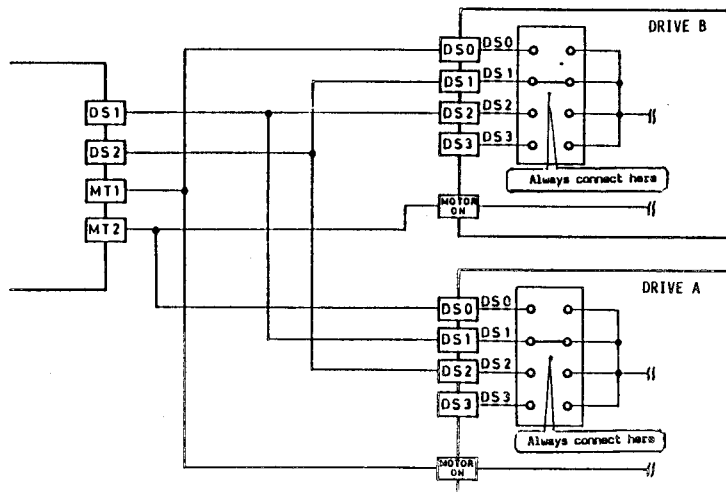 DRIVE B
DS0 DS0
DS1 DS1
DS2 DS2
DS3 DS3
Always connect here
MOTOR ON
DS1
DS2
MT1
MT2
DRIVE A
DS0 DS0
DS1 DS1
DS2 DS2
DS3 DS3
Always connect here
MOTOR ON